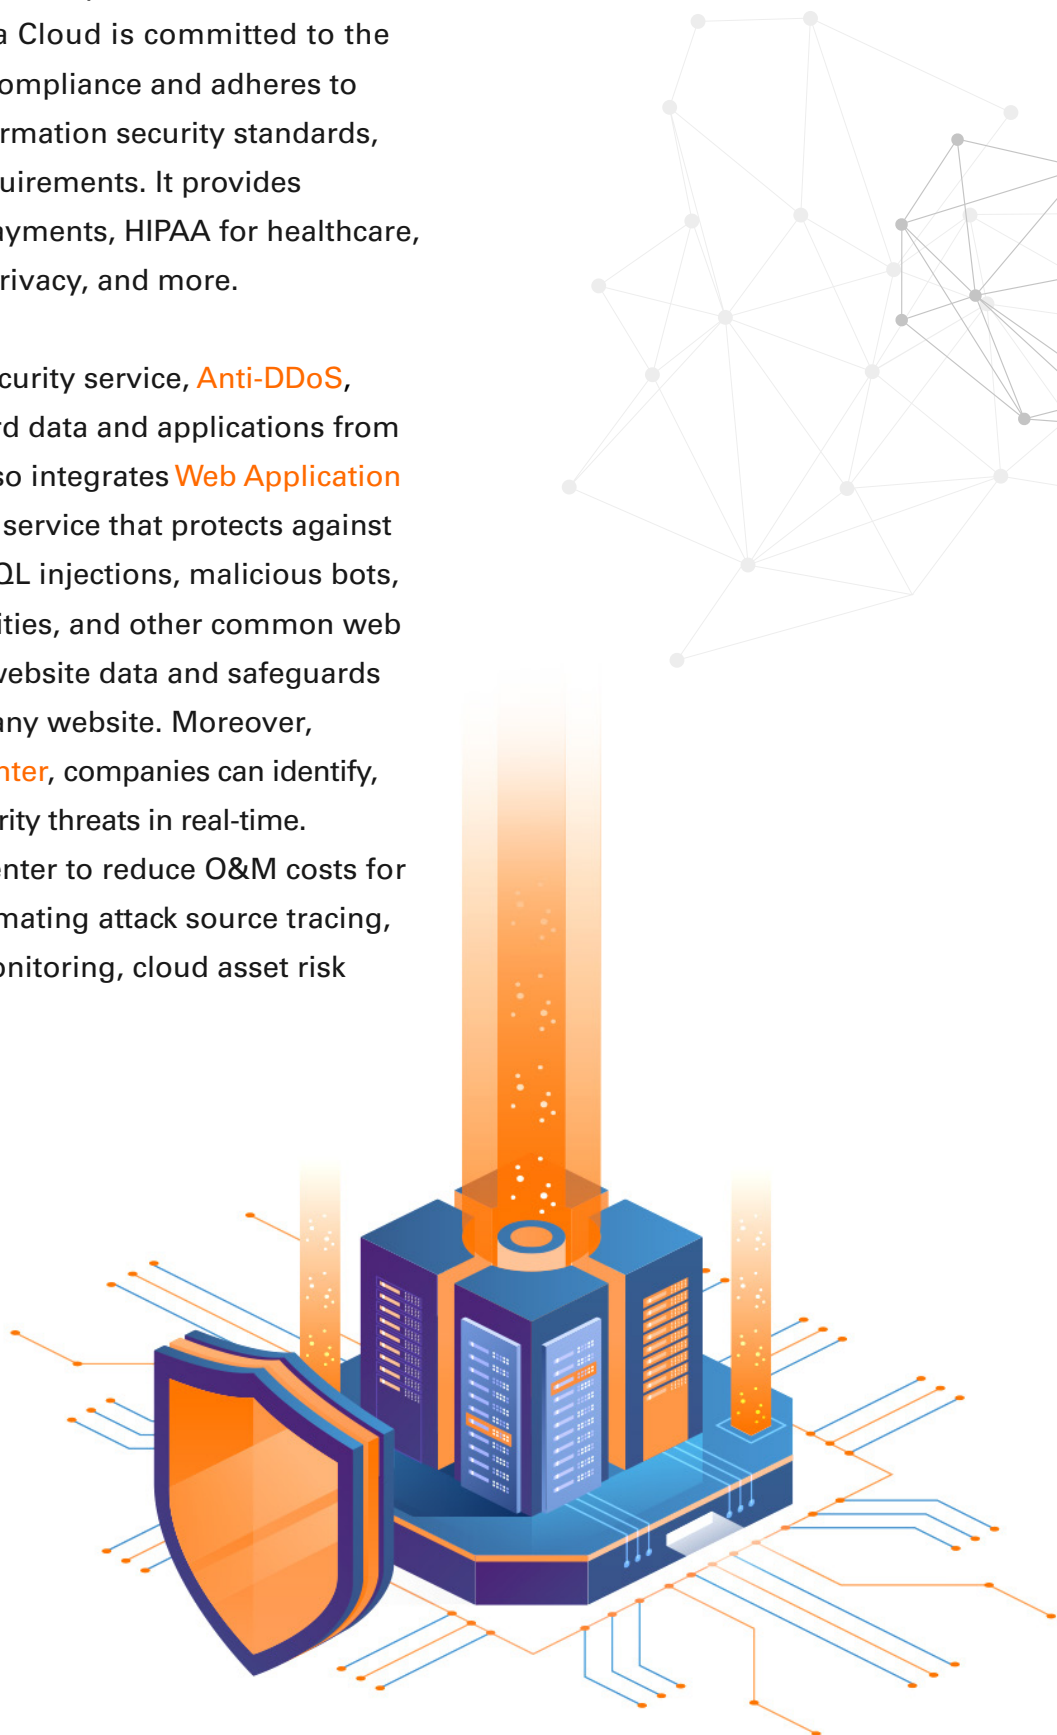 a Cloud is committed to the
ompliance and adheres to
rmation security standards,
uirements. It provides
ayments, HIPAA for healthcare,
rivacy, and more.
curity service, Anti-DDoS,
rd data and applications from
so integrates Web Application
service that protects against
QL injections, malicious bots,
ities, and other common web
website data and safeguards
any website. Moreover,
nter, companies can identify,
rity threats in real-time.
enter to reduce O&M costs for
mating attack source tracing,
onitoring, cloud asset risk